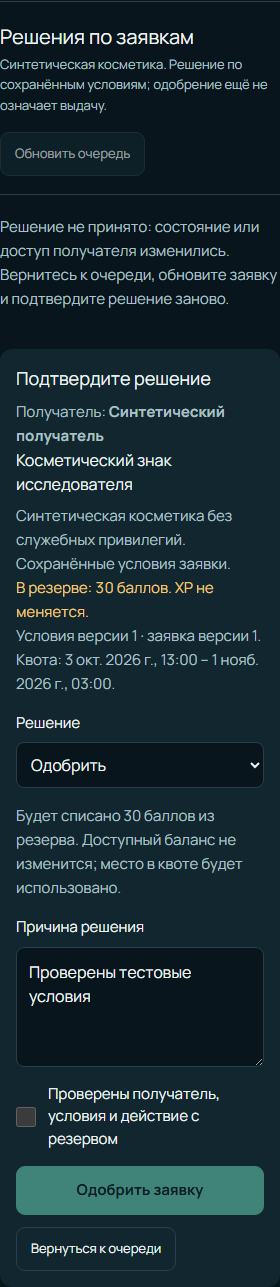 Решения по заявкам
Синтетическая косметика. Решение по
сохранённым условиям; одобрение ещё не
означает выдачу.
Обновить очередь
Решение не принято: состояние или
доступ получателя изменились.
Вернитесь к очереди, обновите заявку
и подтвердите решение заново.
Подтвердите решение
Получатель: Синтетический
получатель
Косметический знак
исследователя
Синтетическая косметика без
служебных привилегий.
Сохранённые условия заявки.
В резерве: 30 баллов. XP не
меняется.
Условия версии 1 · заявка версии 1.
Квота: 3 окт. 2026 г., 13:00 – 1 нояб.
2026 г., 03:00.
Решение
Одобрить
Будет списано 30 баллов из
резерва. Доступный баланс не
изменится; место в квоте будет
использовано.
Причина решения
Проверены тестовые
условия
Проверены получатель,
условия и действие с
резервом
Одобрить заявку
Вернуться к очереди